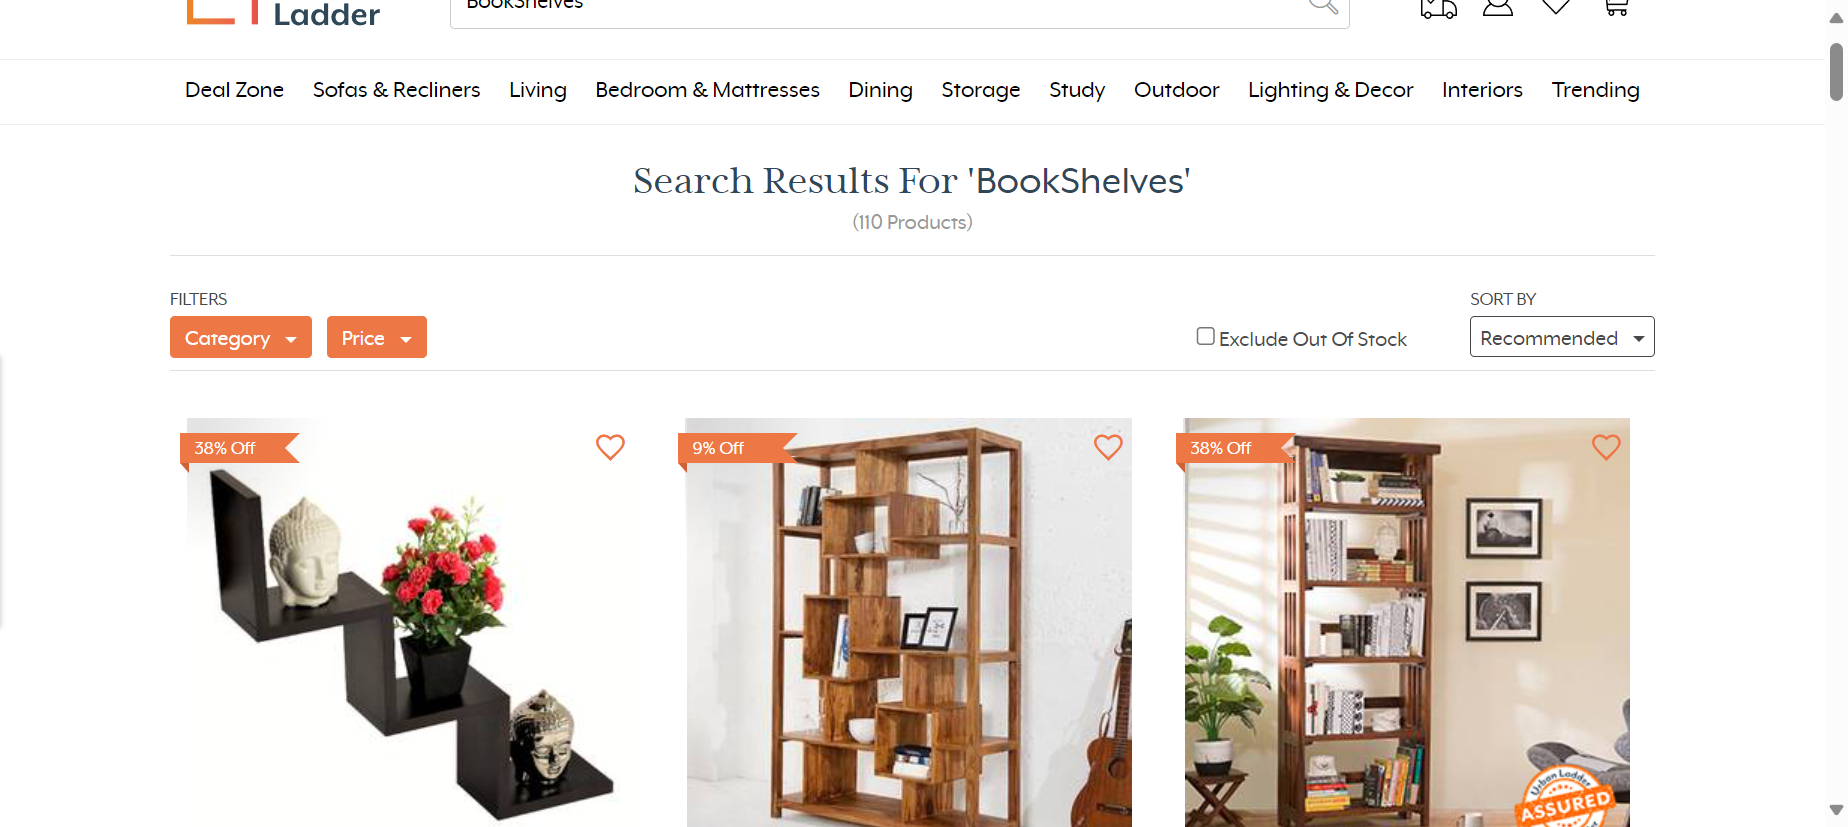 Ladder
BookShelves
Deal Zone Sofas & Recliners Living Bedroom & Mattresses Dining Storage Study Outdoor Lighting & Decor Interiors Trending
Search Results For 'BookShelves'
(110 Products)
FILTERS
SORT BY
Category Price
Exclude Out Of Stock
Recommended
38% Off
9% Off
38% Off
Urban Ladder
ASSURED